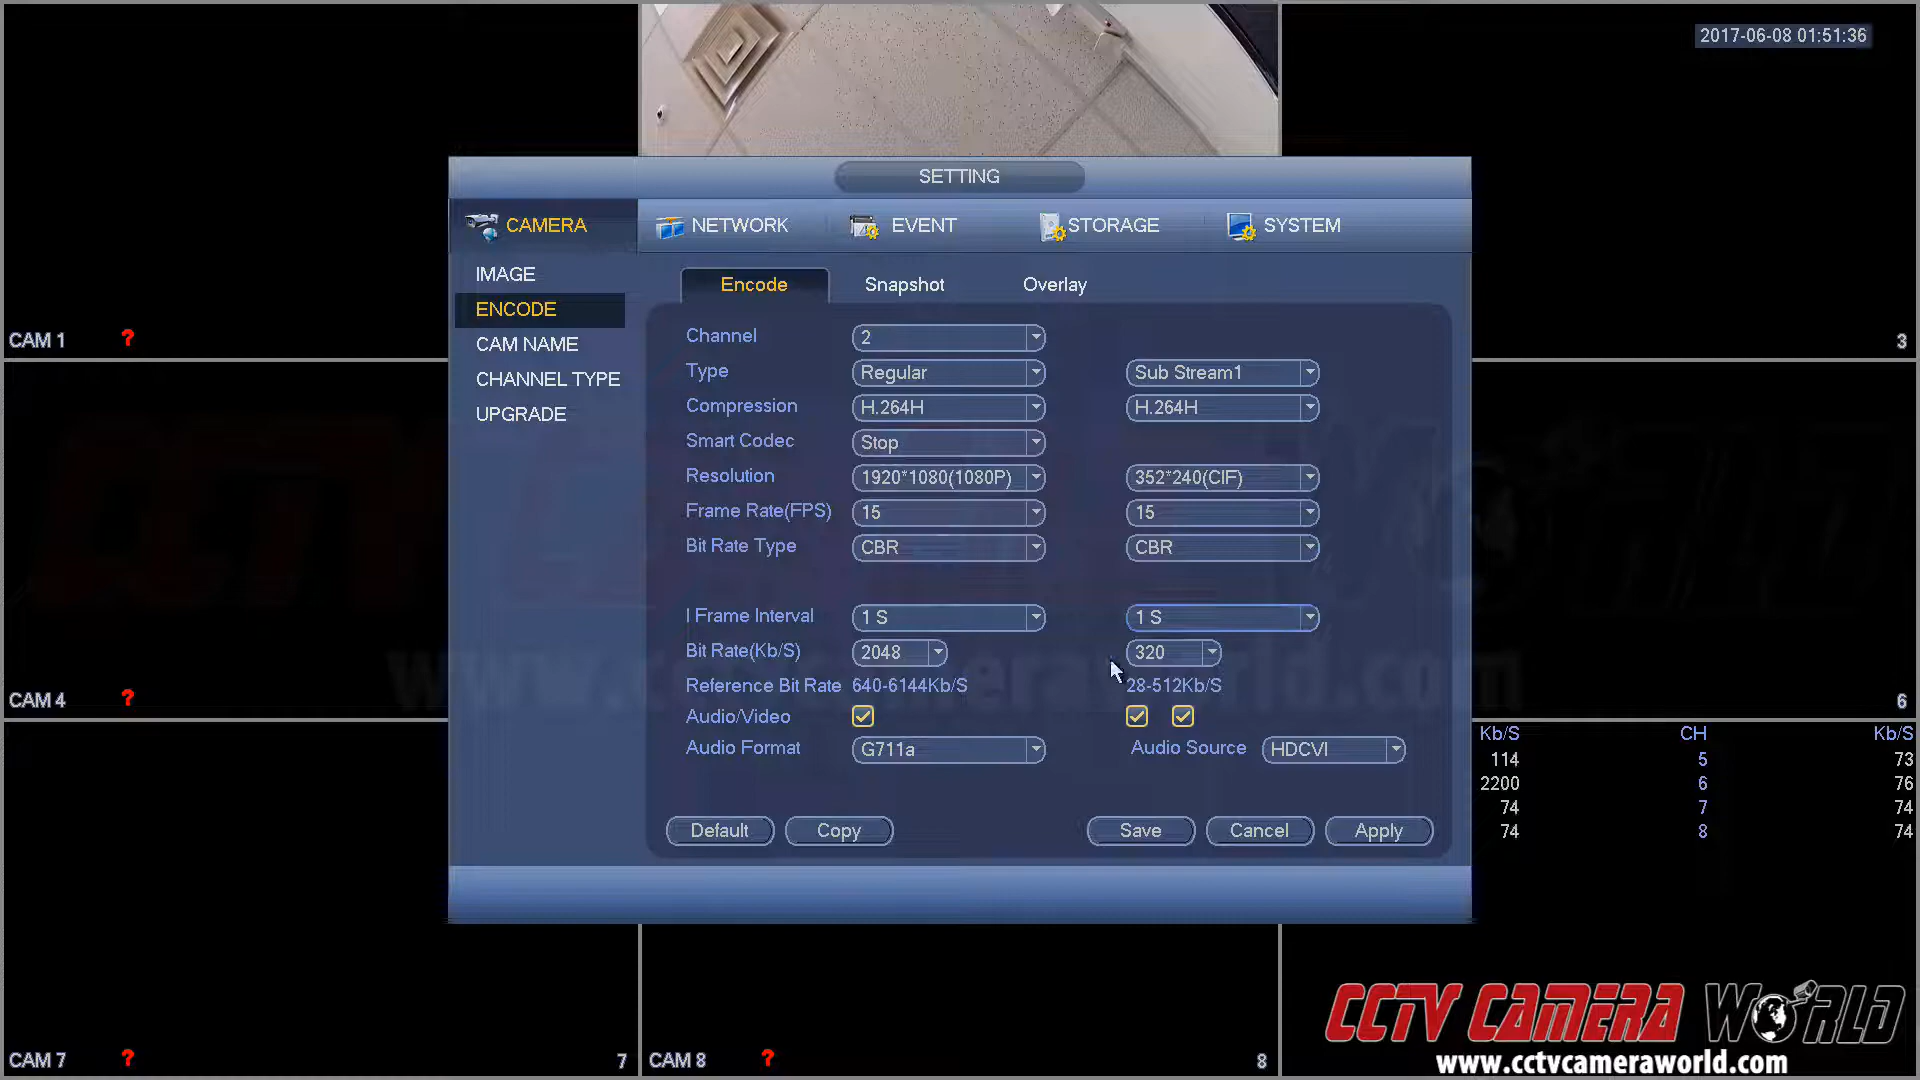 2017-06-08 01:51:36
SETTING
CAMERA NETWORK EVENT STORAGE SYSTEM
IMAGE
ENCODE
CAM NAME
CHANNEL TYPE
UPGRADE
Encode Snapshot Overlay
Channel 2
Type Regular Sub Stream1
Compression H.264H H.264H
Smart Codec Stop
Resolution 1920*1080(1080P) 352*240(CIF)
Frame Rate(FPS) 15 15
Bit Rate Type CBR CBR
I Frame Interval 1 S 1 S
Bit Rate(Kb/S) 2048 320
Reference Bit Rate 640-6144Kb/S 28-512Kb/S
Audio/Video
Audio Format G711a Audio Source HDCVI
Default Copy Save Cancel Apply
CAM 1 ? 3
CAM 4 ? 6
Kb/S CH Kb/S
114 5 73
2200 6 76
74 7 74
74 8 74
CAM 7 ? 7 CAM 8 ? 8
CCTV CAMERA WORLD
www.cctvcameraworld.com